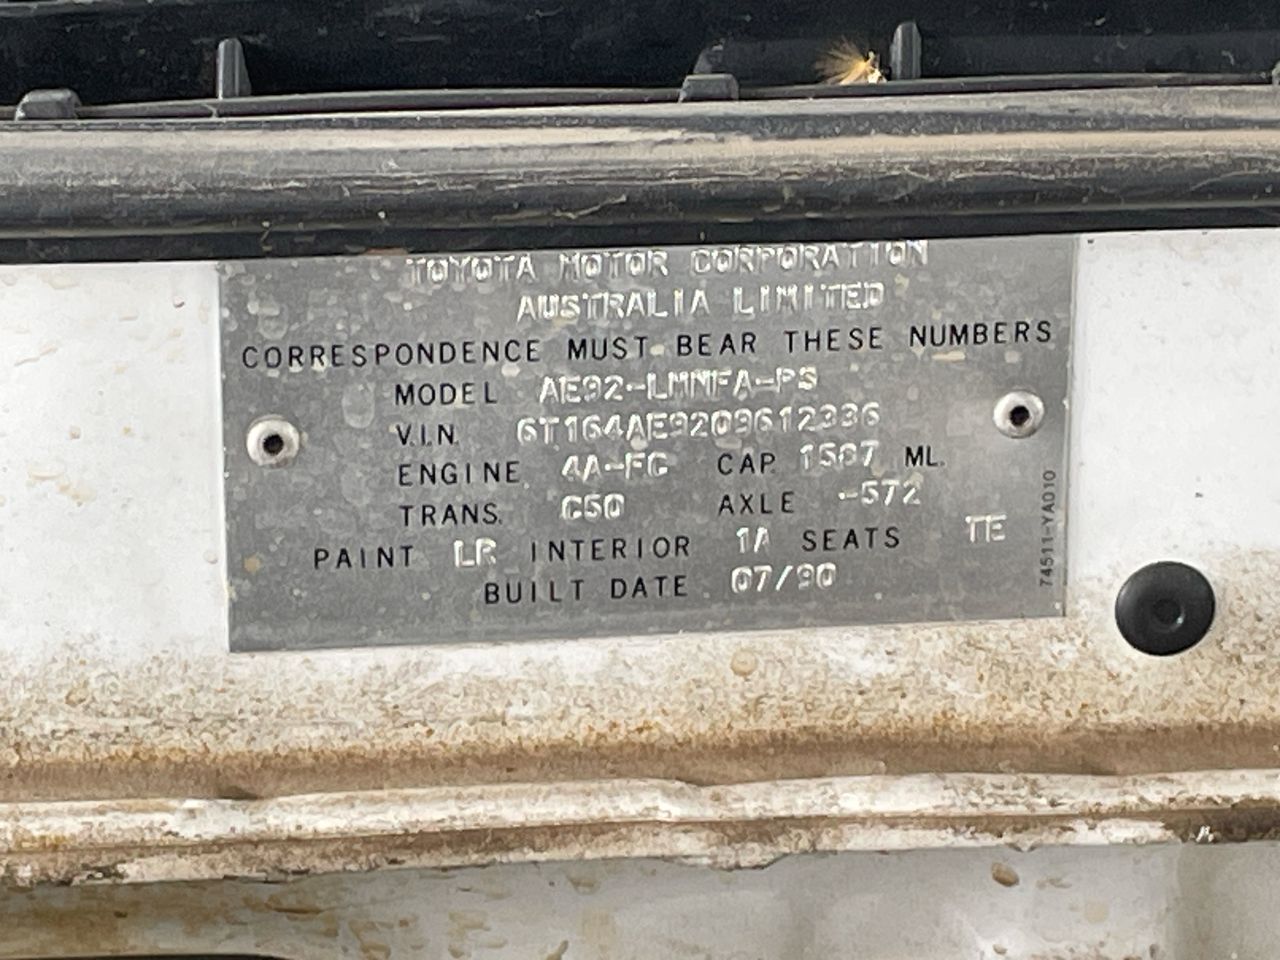 TOYOTA MOTOR CORPORATION
AUSTRALIA LIMITED
CORRESPONDENCE MUST BEAR THESE NUMBERS
MODEL AE92-LMNFA-PS
V.I.N. 6T164AE9209612336
ENGINE 4A-FC CAP. 1587 ML.
TRANS. C50 AXLE -572
PAINT LR INTERIOR 1A SEATS TE
BUILT DATE 07/90
74511-YA010